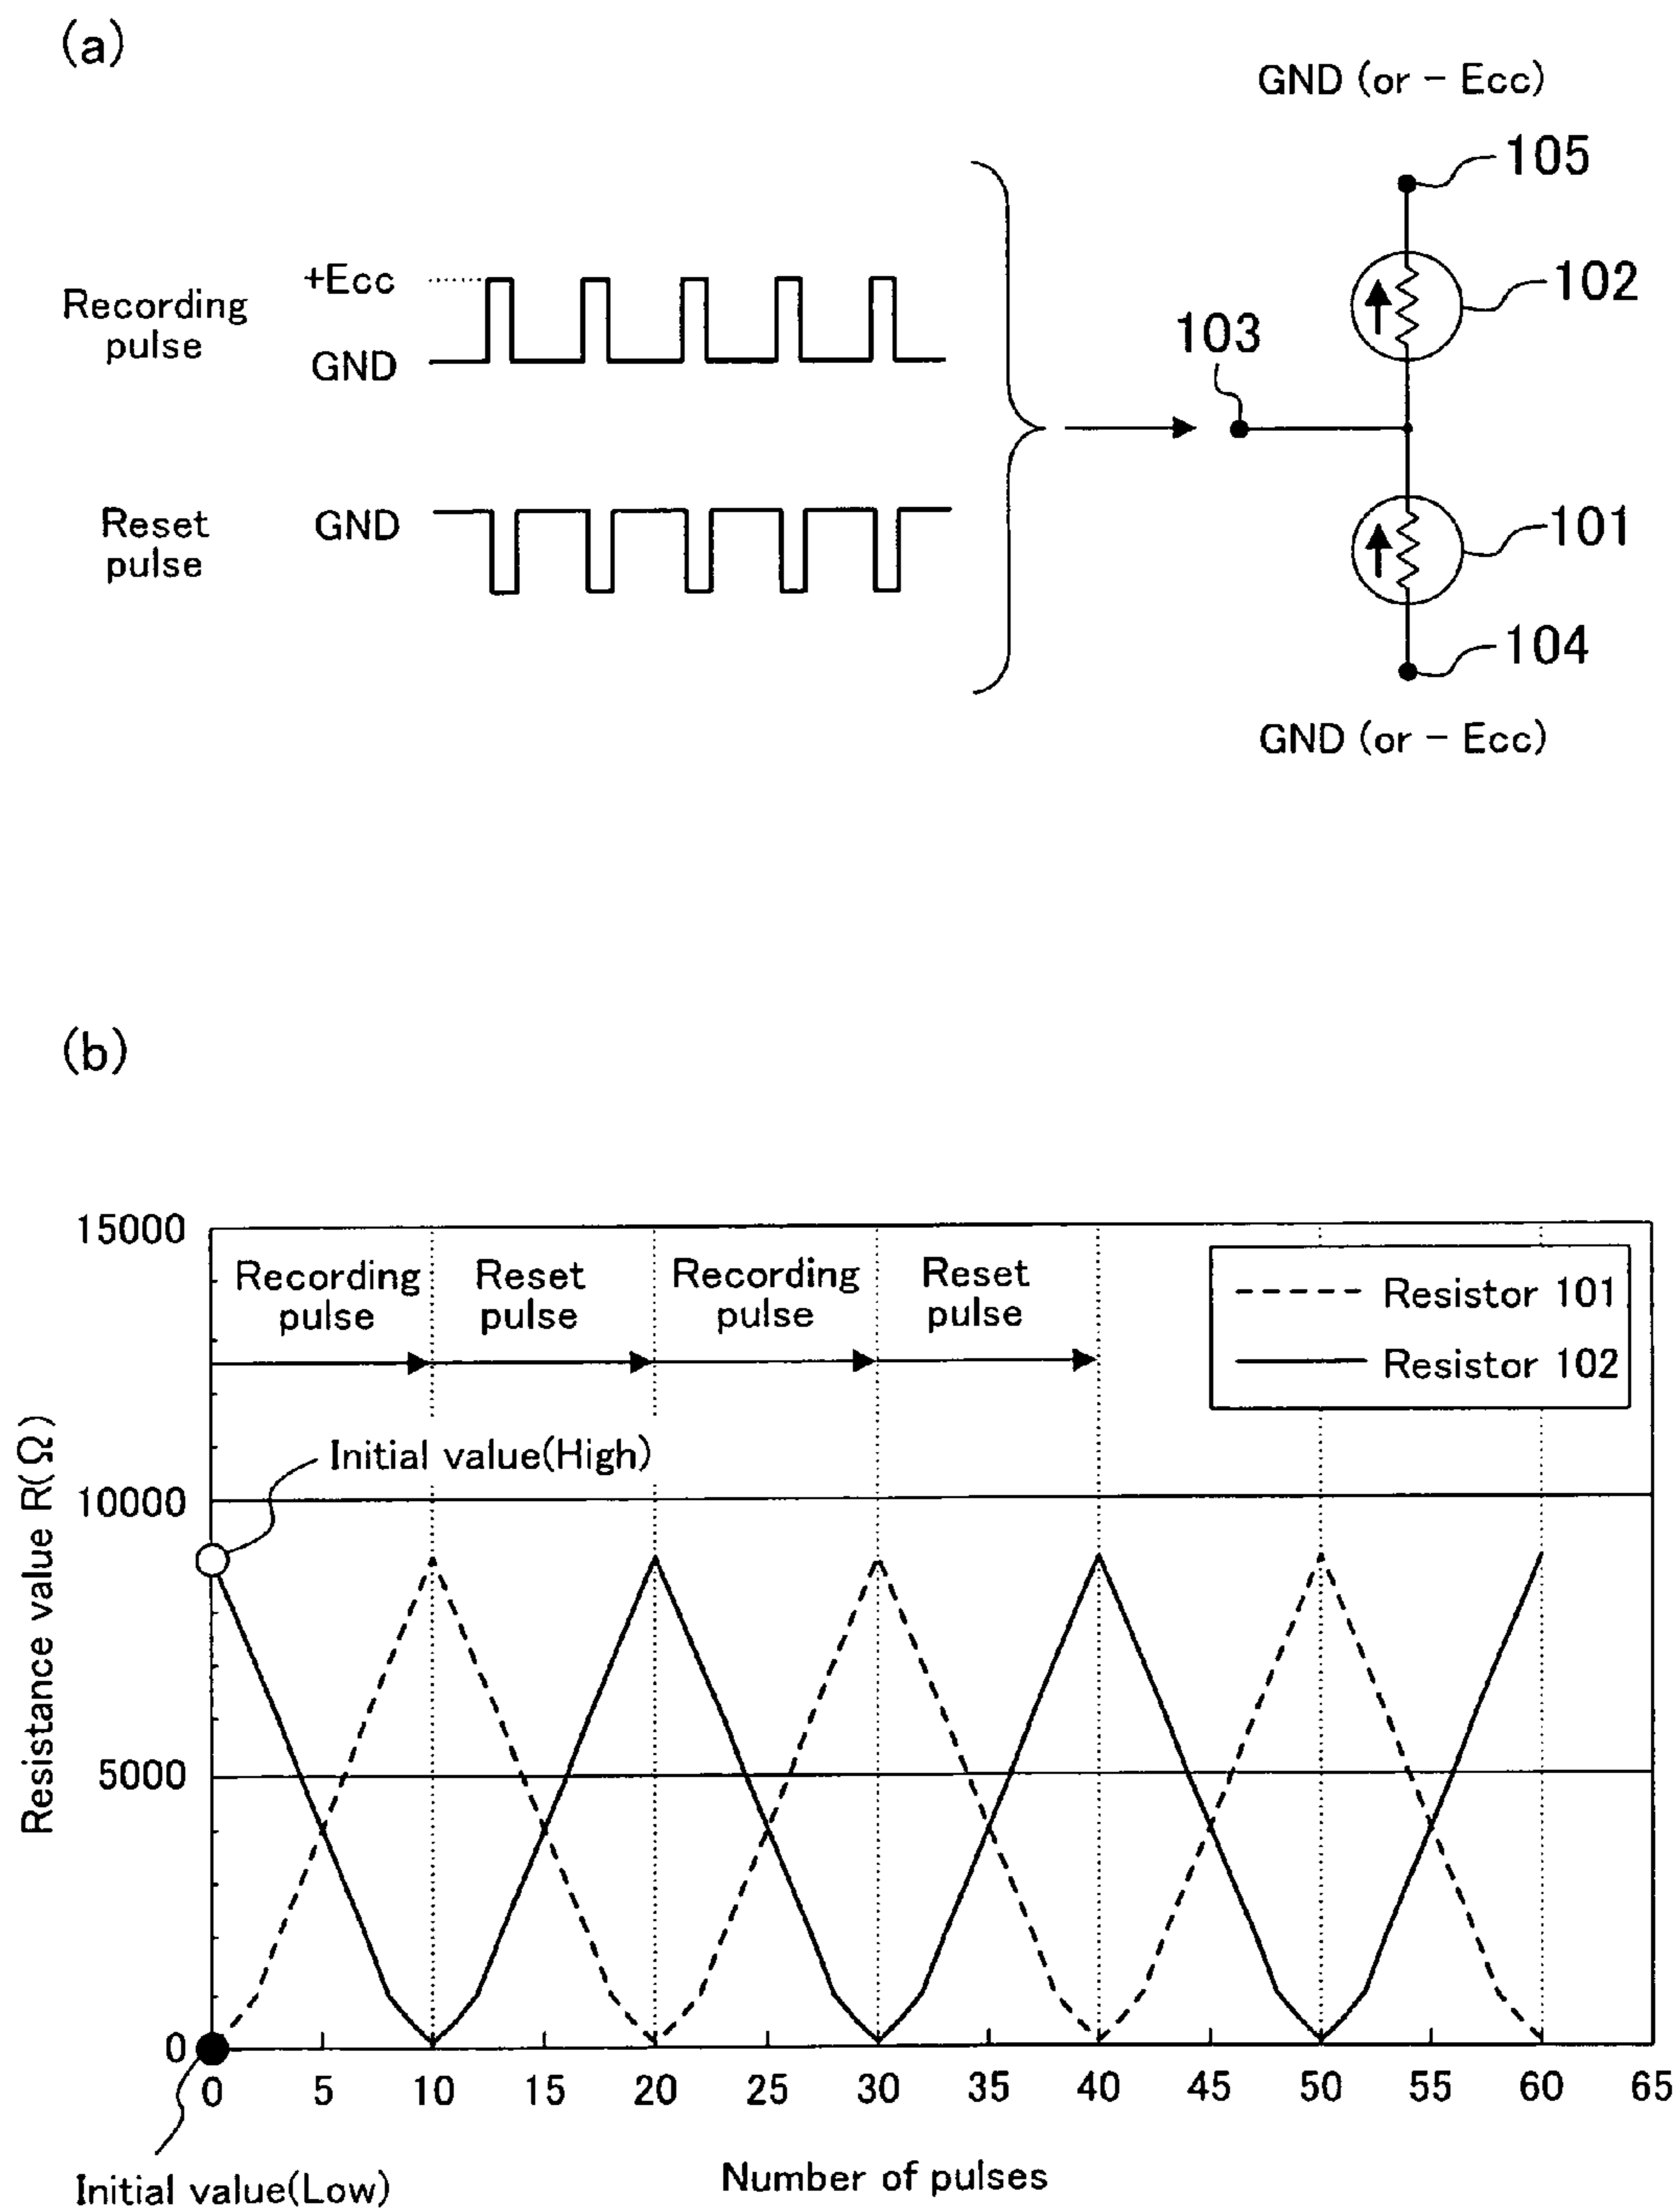 (a)
GND (or - Ecc)
105
+Ecc
102
Recording
pulse
GND
103
Reset
pulse
GND
101
104
GND (or - Ecc)
(b)
15000
Recording
pulse
Reset
pulse
Recording
pulse
Reset
pulse
Resistor 101
Resistor 102
Initial value(High)
10000
5000
0
Resistance value R(Ω)
0 5 10 15 20 25 30 35 40 45 50 55 60 65
Number of pulses
Initial value(Low)